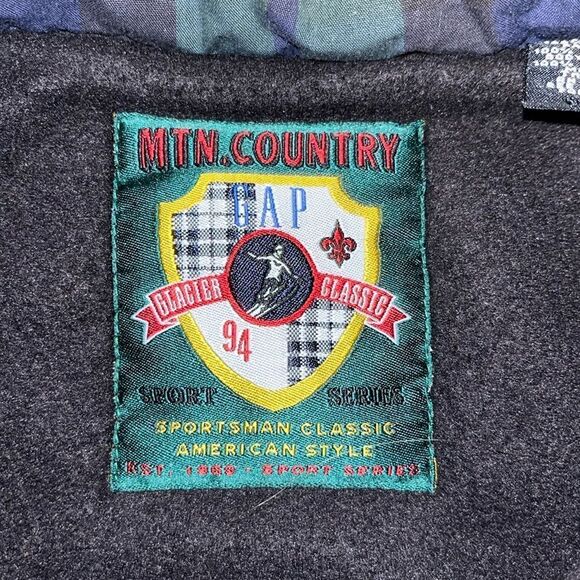 MTN.COUNTRY
GAP
GLACIER CLASSIC
94
SPORT SERIES
SPORTSMAN CLASSIC
AMERICAN STYLE
EST. 1969 - SPORT SERIES